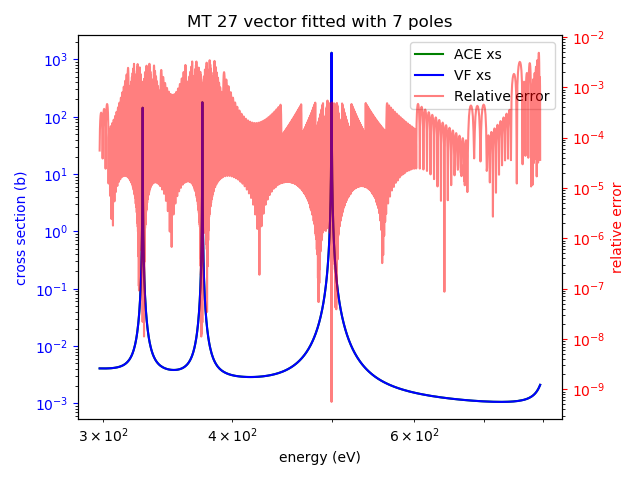 MT 27 vector fitted with 7 poles
cross section (b)
10³
10²
10¹
10⁰
10⁻¹
10⁻²
10⁻³
ACE xs
VF xs
Relative error
10⁻²
10⁻³
10⁻⁴
10⁻⁵
10⁻⁶
10⁻⁷
10⁻⁸
10⁻⁹
relative error
3 × 10² 4 × 10² 6 × 10²
energy (eV)